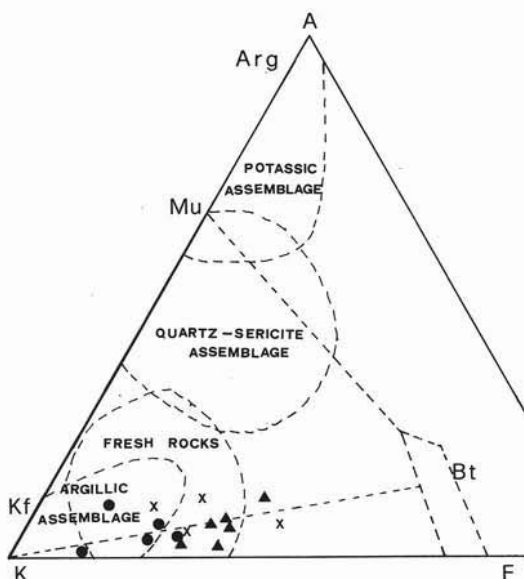 A
Arg
POTASSIC
ASSEMBLAGE
Mu
QUARTZ-SERICITE
ASSEMBLAGE
FRESH ROCKS
Kf
ARGILLIC
ASSEMBLAGE
Bt
K
F